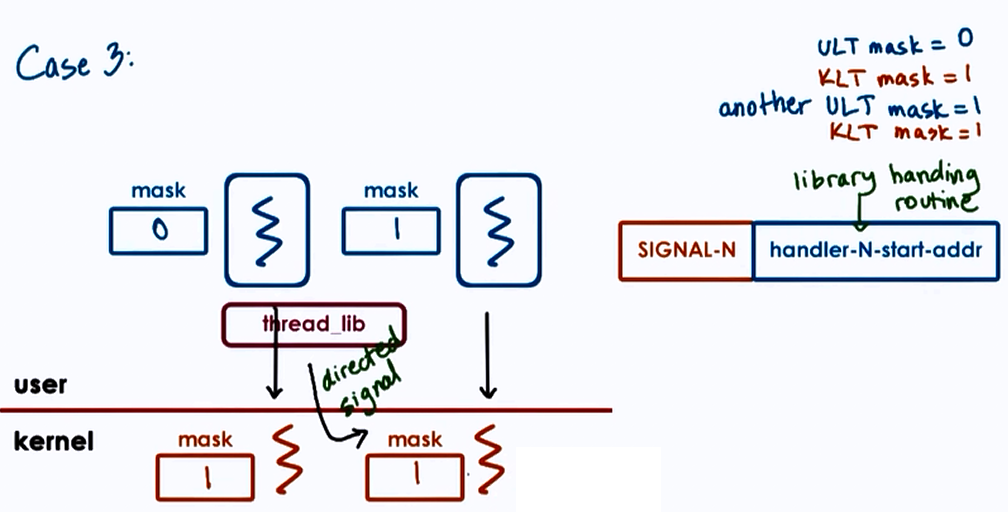 Case 3:
ULT mask = 0
KLT mask = 1
another ULT mask = 1
KLT mask = 1
library handing
routine
mask
0
mask
1
SIGNAL-N
handler-N-start-addr
thread_lib
directed
signal
user
kernel
mask
1
mask
1